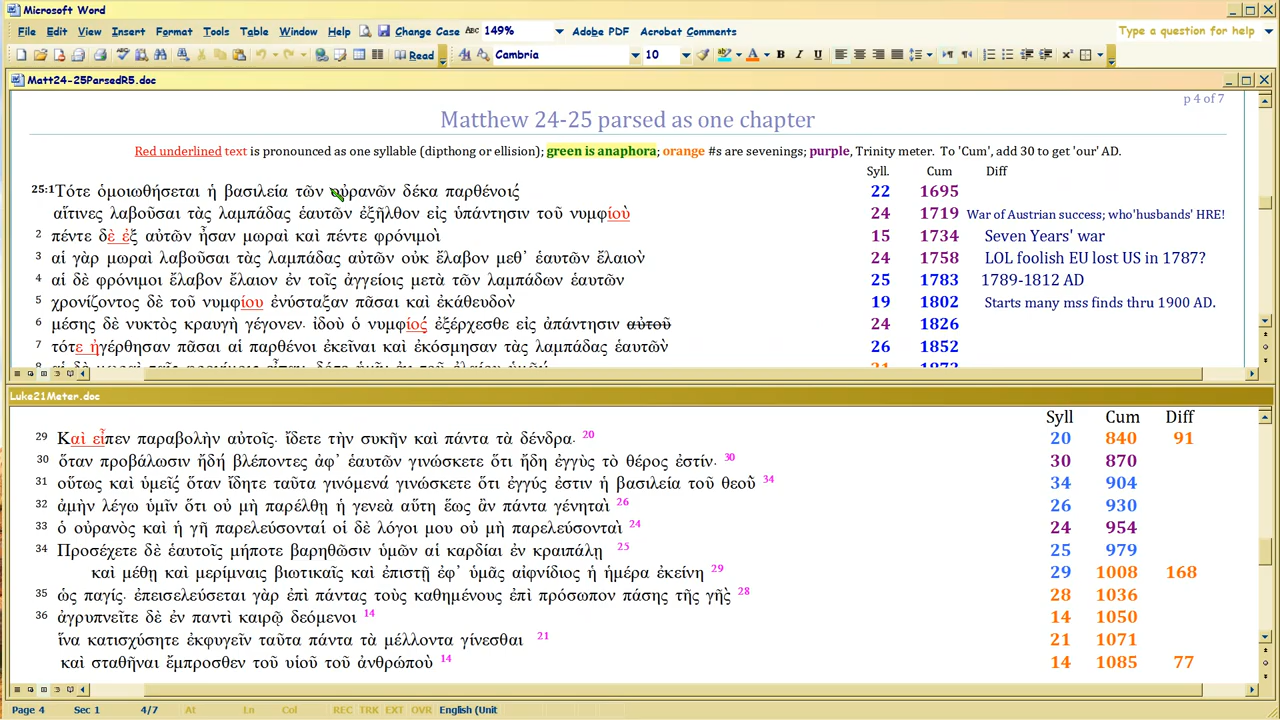 Microsoft Word
File Edit View Insert Format Tools Table Window Help Change Case ABC 149% Adobe PDF Acrobat Comments Type a question for help
Read Cambria 10 B I U
Matt24-25ParsedR5.doc
p 4 of 7
Matthew 24-25 parsed as one chapter
Red underlined text is pronounced as one syllable (dipthong or ellision); green is anaphora; orange #s are sevenings; purple, Trinity meter. To 'Cum', add 30 to get 'our' AD.
Syll. Cum Diff
25:1 Τότε ὁμοιωθήσεται ἡ βασιλεία τῶν οὐρανῶν δέκα παρθένοις 22 1695
αἵτινες λαβοῦσαι τὰς λαμπάδας ἑαυτῶν ἐξῆλθον εἰς ὑπάντησιν τοῦ νυμφίοὺ 24 1719 War of Austrian success; who'husbands' HRE!
2 πέντε δὲ ἐξ αὐτῶν ἦσαν μωραὶ καὶ πέντε φρόνιμοὶ 15 1734 Seven Years' war
3 αἱ γὰρ μωραὶ λαβοῦσαι τὰς λαμπάδας αὐτῶν οὐκ ἔλαβον μεθ᾽ ἑαυτῶν ἔλαιὸν 24 1758 LOL foolish EU lost US in 1787?
4 αἱ δὲ φρόνιμοι ἔλαβον ἔλαιον ἐν τοῖς ἀγγείοις μετὰ τῶν λαμπάδων ἑαυτῶν 25 1783 1789-1812 AD
5 χρονίζοντος δὲ τοῦ νυμφίου ἐνύσταξαν πᾶσαι καὶ ἐκάθευδοὺ 19 1802 Starts many mss finds thru 1900 AD.
6 μέσης δὲ νυκτὸς κραυγὴ γέγονεν· ἰδοὺ ὁ νυμφίος ἐξέρχεσθε εἰς ἀπάντησιν αὐτοῦ 24 1826
7 τότε ἠγέρθησαν πᾶσαι αἱ παρθένοι ἐκεῖναι καὶ ἐκόσμησαν τὰς λαμπάδας ἑαυτῶν 26 1852
Luke21Meter.doc
Syll Cum Diff
29 Καὶ εἶπεν παραβολὴν αὐτοῖς· ἴδετε τὴν συκῆν καὶ πάντα τὰ δένδρα· 20 20 840 91
30 ὅταν προβάλωσιν ἤδή βλέποντες ἀφ᾽ ἑαυτῶν γινώσκετε ὅτι ἤδη ἐγγὺς τὸ θέρος ἐστίν· 30 30 870
31 οὕτως καὶ ὑμεῖς ὅταν ἴδητε ταῦτα γινόμενά γινώσκετε ὅτι ἐγγύς ἐστιν ἡ βασιλεία τοῦ θεοῦ 34 34 904
32 ἀμὴν λέγω ὑμῖν ὅτι οὐ μὴ παρέλθῃ ἡ γενεὰ αὕτη ἕως ἂν πάντα γένηταὶ 26 26 930
33 ὁ οὐρανὸς καὶ ἡ γῆ παρελεύσονταί οἱ δὲ λόγοι μου οὐ μὴ παρελεύσονταὶ 24 24 954
34 Προσέχετε δὲ ἑαυτοῖς μήποτε βαρηθῶσιν ὑμῶν αἱ καρδίαι ἐν κραιπάλῃ 25 25 979
καὶ μέθῃ καὶ μερίμναις βιωτικαῖς καὶ ἐπιστῇ ἐφ᾽ ὑμᾶς αἰφνίδιος ἡ ἡμέρα ἐκείνη 29 29 1008 168
35 ὡς παγίς· ἐπεισελεύσεται γὰρ ἐπὶ πάντας τοὺς καθημένους ἐπὶ πρόσωπον πάσης τῆς γῆς 28 28 1036
36 ἀγρυπνεῖτε δὲ ἐν παντὶ καιρῷ δεόμενοι 14 14 1050
ἵνα κατισχύσητε ἐκφυγεῖν ταῦτα πάντα τὰ μέλλοντα γίνεσθαι 21 21 1071
καὶ σταθῆναι ἔμπροσθεν τοῦ υἱοῦ τοῦ ἀνθρώποὺ 14 14 1085 77
Page 4 Sec 1 4/7 At Ln Col REC TRK EXT OVR English (Unit